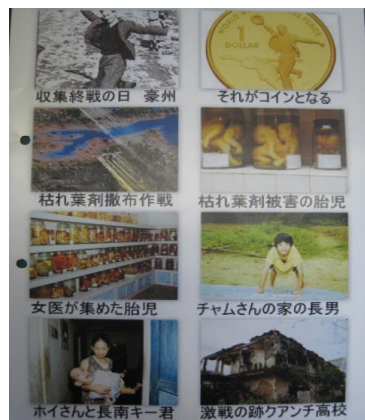 収集終戦の日 豪州
1
DOLLAR
それがコインとなる
枯れ葉剤撒布作戦
枯れ葉剤被害の胎児
女医が集めた胎児
チャムさんの家の長男
ホイさんと長南キー君
激戦の跡クアンチ高校